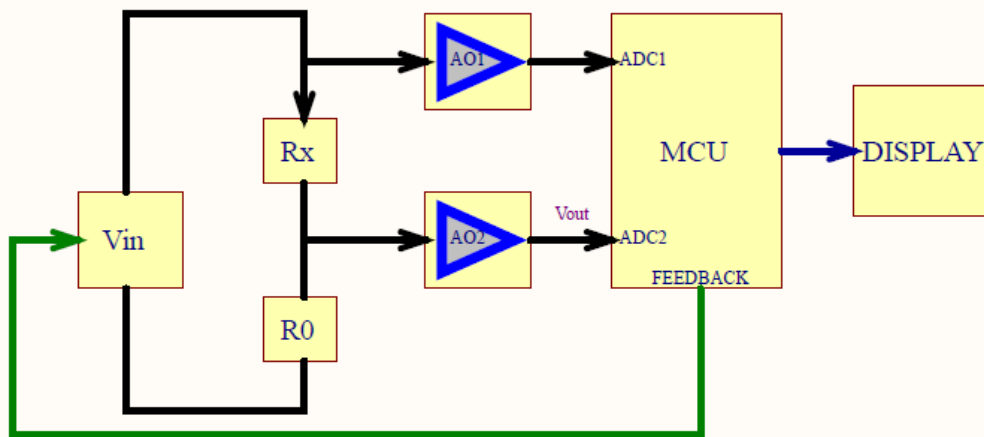 AO1
ADC1
Rx
MCU
DISPLAY
Vin
AO2
Vout
ADC2
FEEDBACK
R0